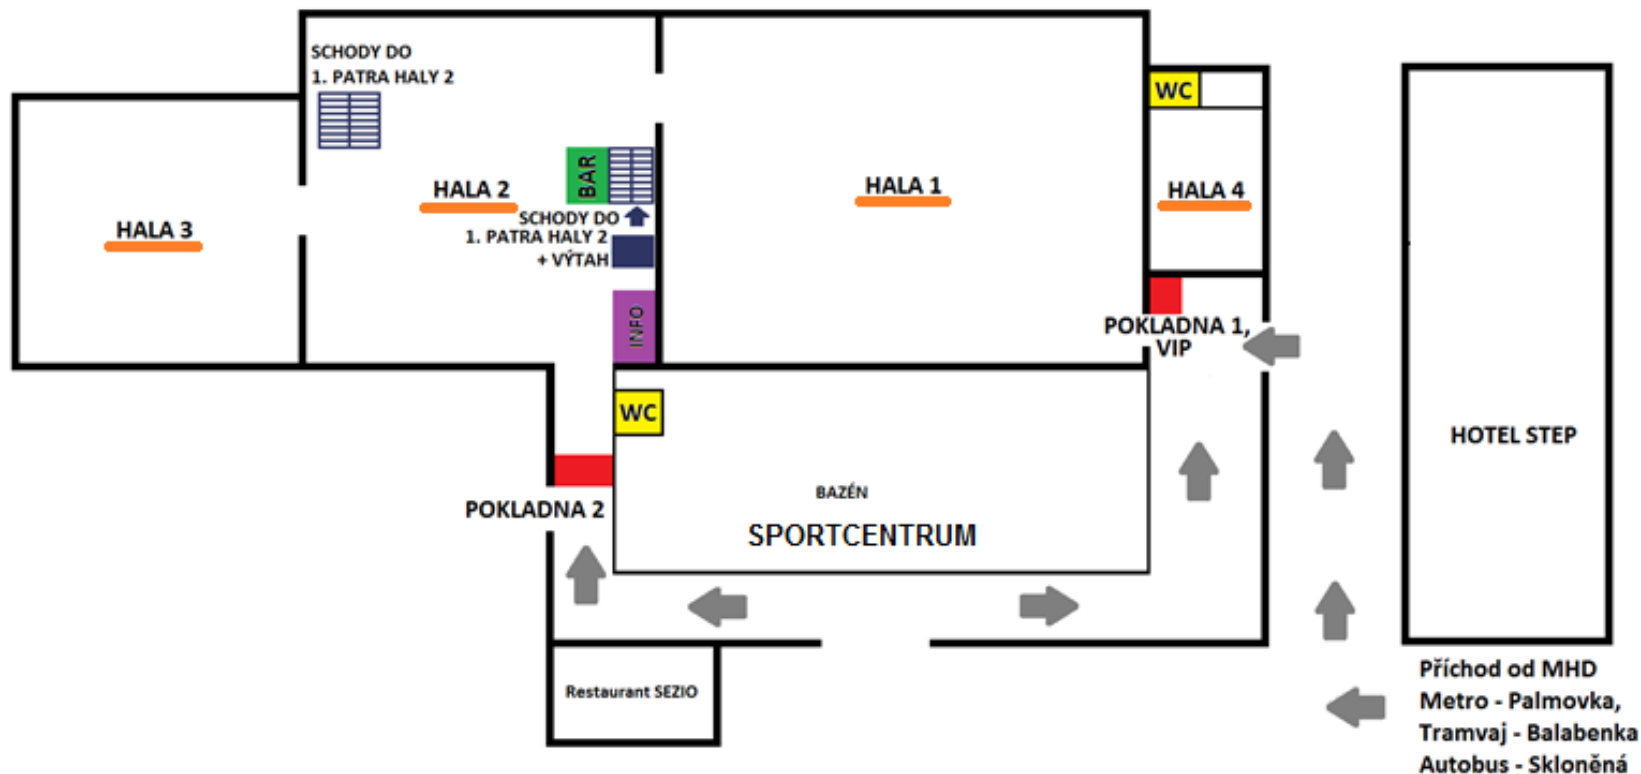 SCHODY DO
1. PATRA HALY 2
WC
BAR
HALA 2
HALA 1
HALA 4
HALA 3
SCHODY DO
1. PATRA HALY 2
+ VÝTAH
INFO
POKLADNA 1,
VIP
WC
HOTEL STEP
POKLADNA 2
BAZÉN
SPORTCENTRUM
Restaurant SEZIO
Příchod od MHD
Metro - Palmovka,
Tramvaj - Balabenka
Autobus - Skloněná